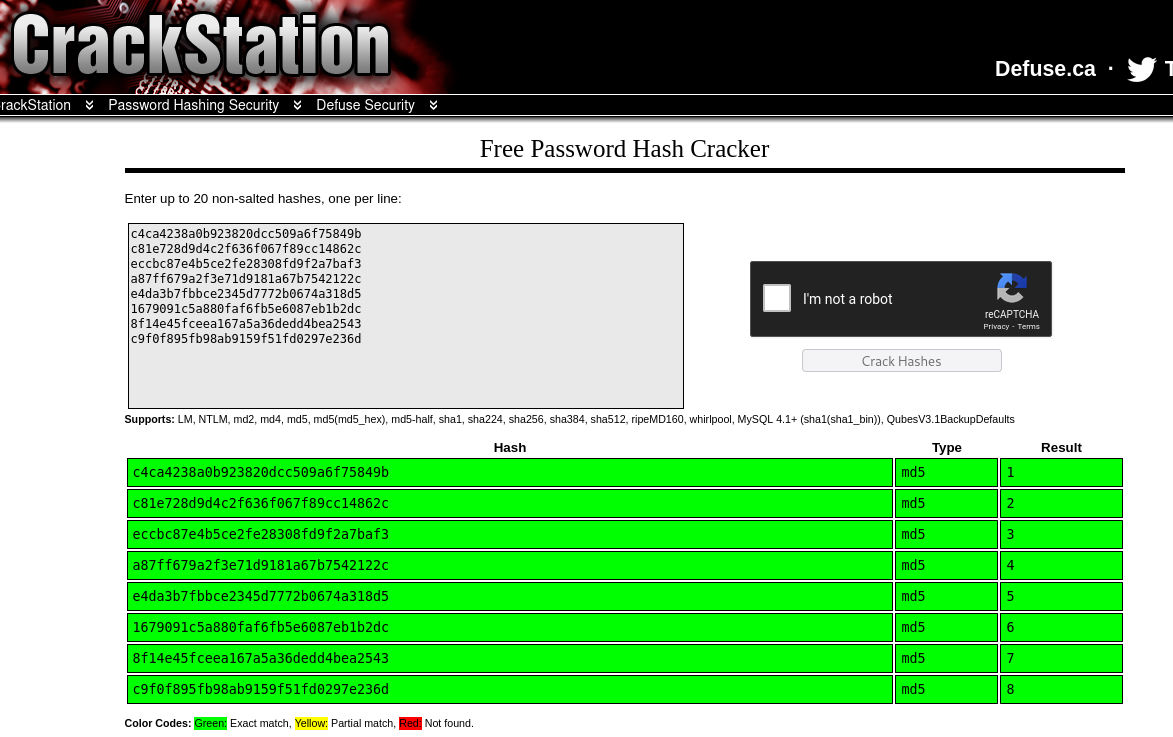 CrackStation
Defuse.ca · T
rackStation Password Hashing Security Defuse Security
Free Password Hash Cracker
Enter up to 20 non-salted hashes, one per line:
c4ca4238a0b923820dcc509a6f75849b
c81e728d9d4c2f636f067f89cc14862c
eccbc87e4b5ce2fe28308fd9f2a7baf3
a87ff679a2f3e71d9181a67b7542122c
e4da3b7fbbce2345d7772b0674a318d5
1679091c5a880faf6fb5e6087eb1b2dc
8f14e45fceea167a5a36dedd4bea2543
c9f0f895fb98ab9159f51fd0297e236d
I'm not a robot
reCAPTCHA
Privacy - Terms
Crack Hashes
Supports: LM, NTLM, md2, md4, md5, md5(md5_hex), md5-half, sha1, sha224, sha256, sha384, sha512, ripeMD160, whirlpool, MySQL 4.1+ (sha1(sha1_bin)), QubesV3.1BackupDefaults
Hash Type Result
c4ca4238a0b923820dcc509a6f75849b md5 1
c81e728d9d4c2f636f067f89cc14862c md5 2
eccbc87e4b5ce2fe28308fd9f2a7baf3 md5 3
a87ff679a2f3e71d9181a67b7542122c md5 4
e4da3b7fbbce2345d7772b0674a318d5 md5 5
1679091c5a880faf6fb5e6087eb1b2dc md5 6
8f14e45fceea167a5a36dedd4bea2543 md5 7
c9f0f895fb98ab9159f51fd0297e236d md5 8
Color Codes: Green: Exact match, Yellow: Partial match, Red: Not found.